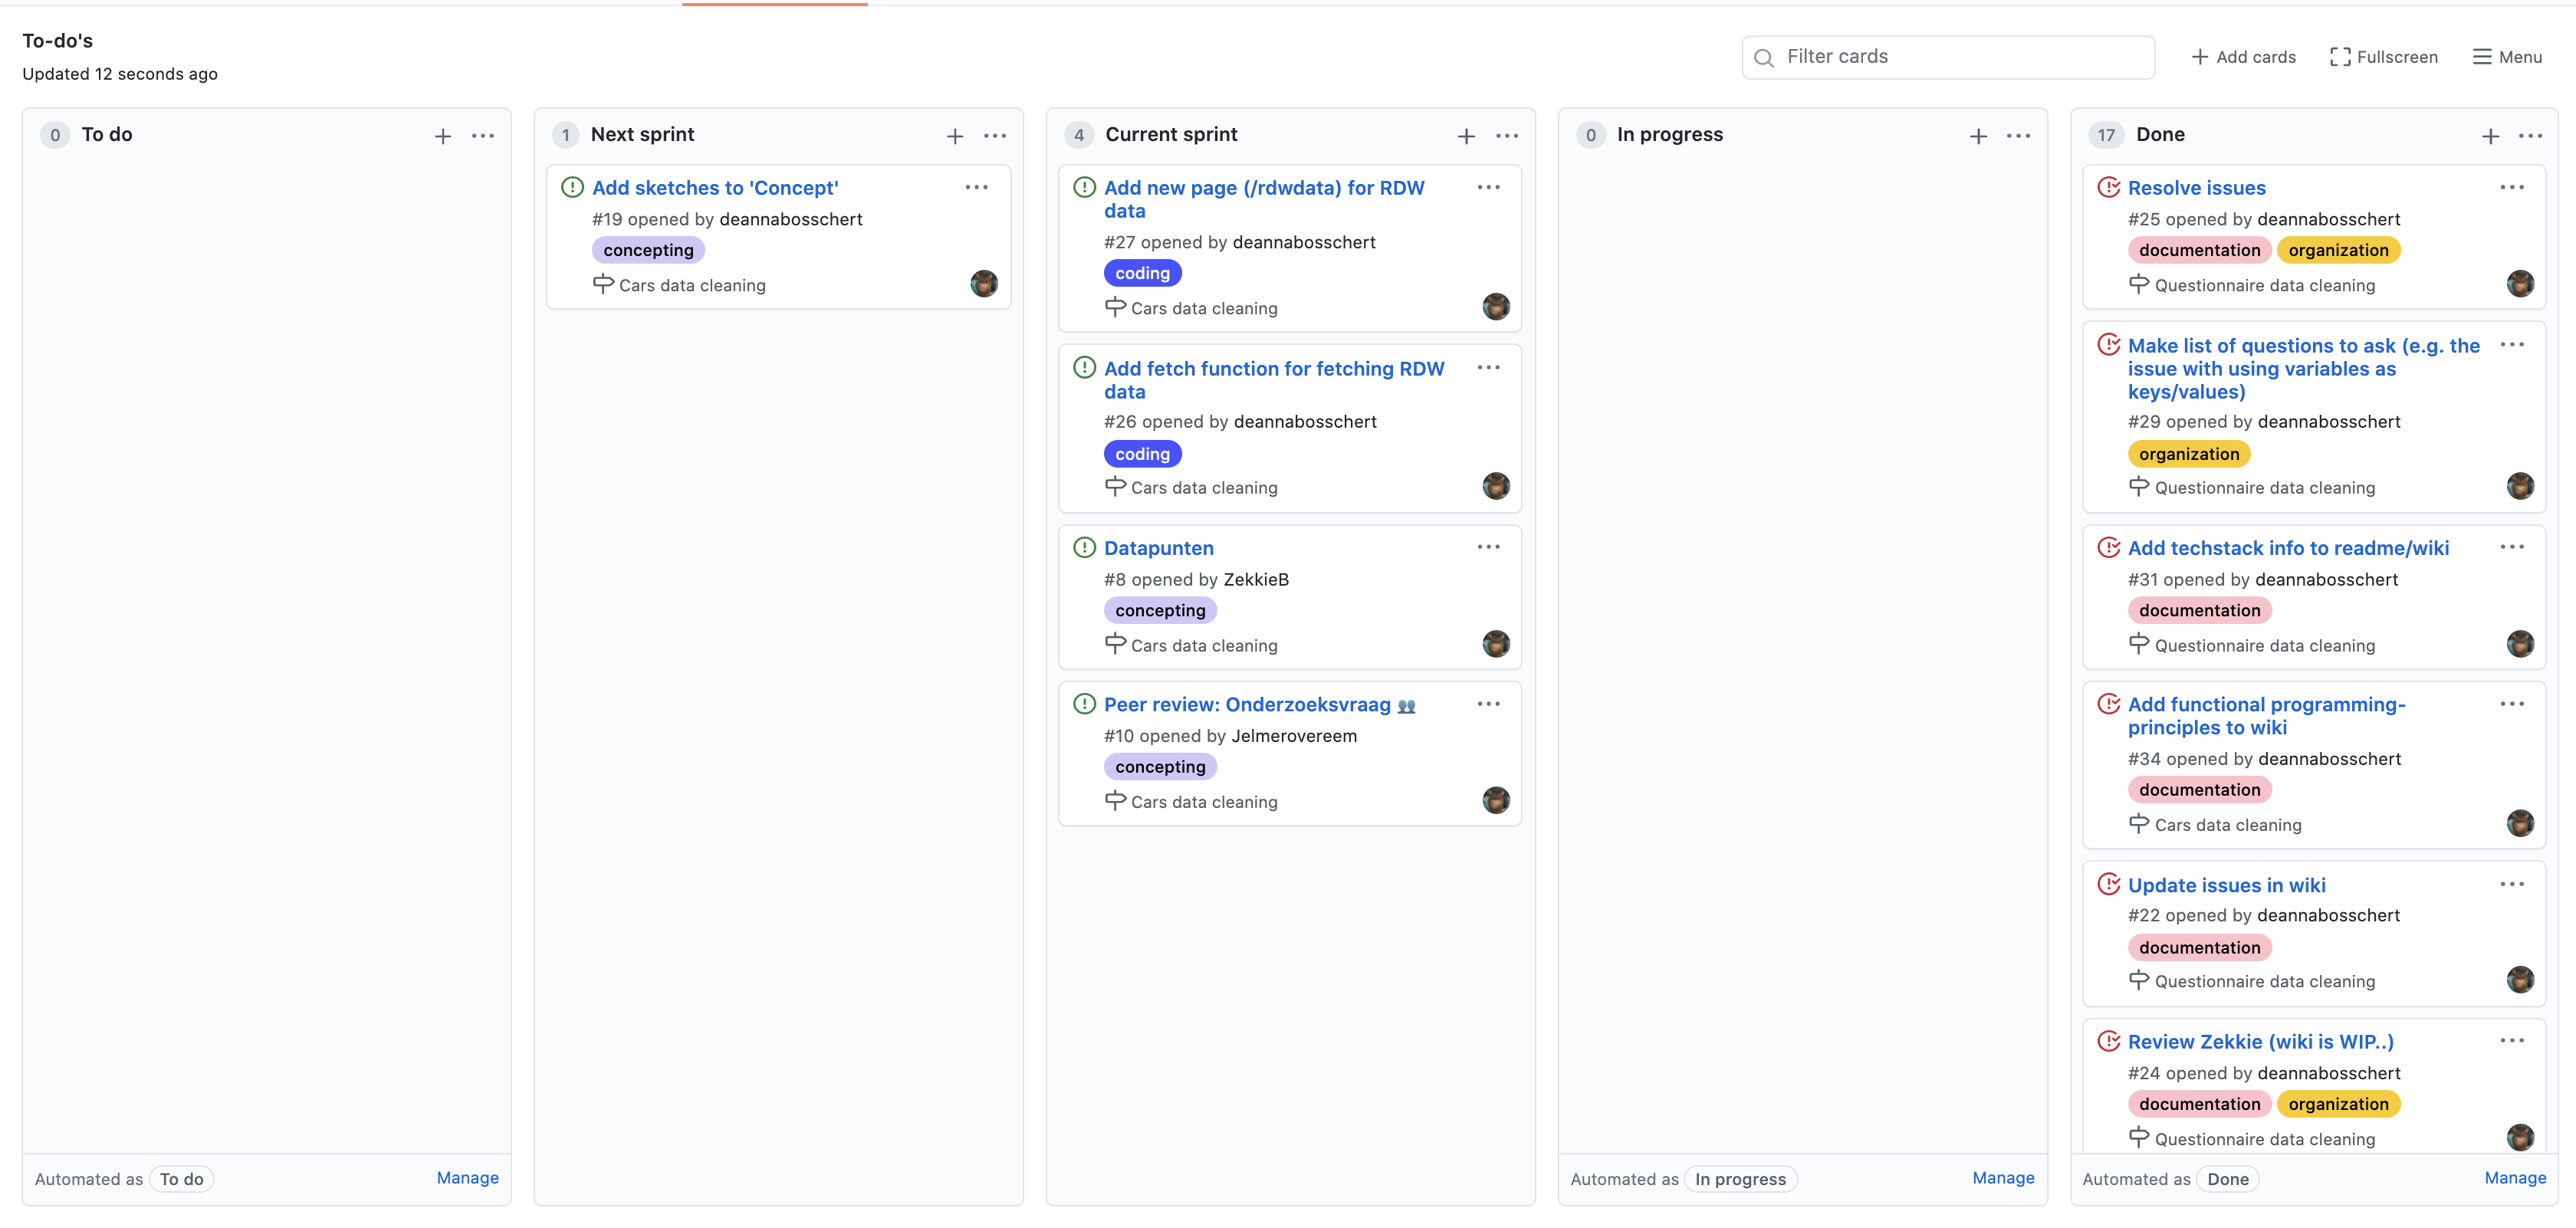 To-do's
Updated 12 seconds ago
Filter cards
Add cards
Fullscreen
Menu
0 To do
Automated as To do
Manage
1 Next sprint
Add sketches to 'Concept'
#19 opened by deannabosschert
concepting
Cars data cleaning
4 Current sprint
Add new page (/rdwdata) for RDW
data
#27 opened by deannabosschert
coding
Cars data cleaning
Add fetch function for fetching RDW
data
#26 opened by deannabosschert
coding
Cars data cleaning
Datapunten
#8 opened by ZekkieB
concepting
Cars data cleaning
Peer review: Onderzoeksvraag 👥
#10 opened by Jelmerovereem
concepting
Cars data cleaning
0 In progress
Automated as In progress
Manage
17 Done
Resolve issues
#25 opened by deannabosschert
documentation organization
Questionnaire data cleaning
Make list of questions to ask (e.g. the
issue with using variables as
keys/values)
#29 opened by deannabosschert
organization
Questionnaire data cleaning
Add techstack info to readme/wiki
#31 opened by deannabosschert
documentation
Questionnaire data cleaning
Add functional programming-
principles to wiki
#34 opened by deannabosschert
documentation
Cars data cleaning
Update issues in wiki
#22 opened by deannabosschert
documentation
Questionnaire data cleaning
Review Zekkie (wiki is WIP..)
#24 opened by deannabosschert
documentation organization
Questionnaire data cleaning
Automated as Done
Manage